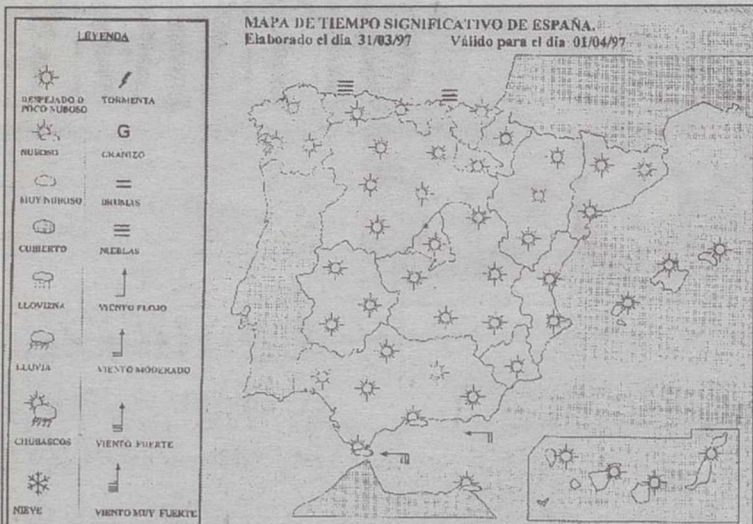 MAPA DE TIEMPO SIGNIFICATIVO DE ESPAÑA.
Elaborado el día 31/03/97 Válido para el día 01/04/97
LEYENDA
DESPEJADO O
POCO NUBOSO
TORMENTA
NUBOSO
G
GRANIZO
MUY NUBOSO
BRUMAS
CUBIERTO
NIEBLAS
LLOVIZNA
VIENTO FLOJO
LLUVIA
VIENTO MODERADO
CHUBASCOS
VIENTO FUERTE
NIEVE
VIENTO MUY FUERTE